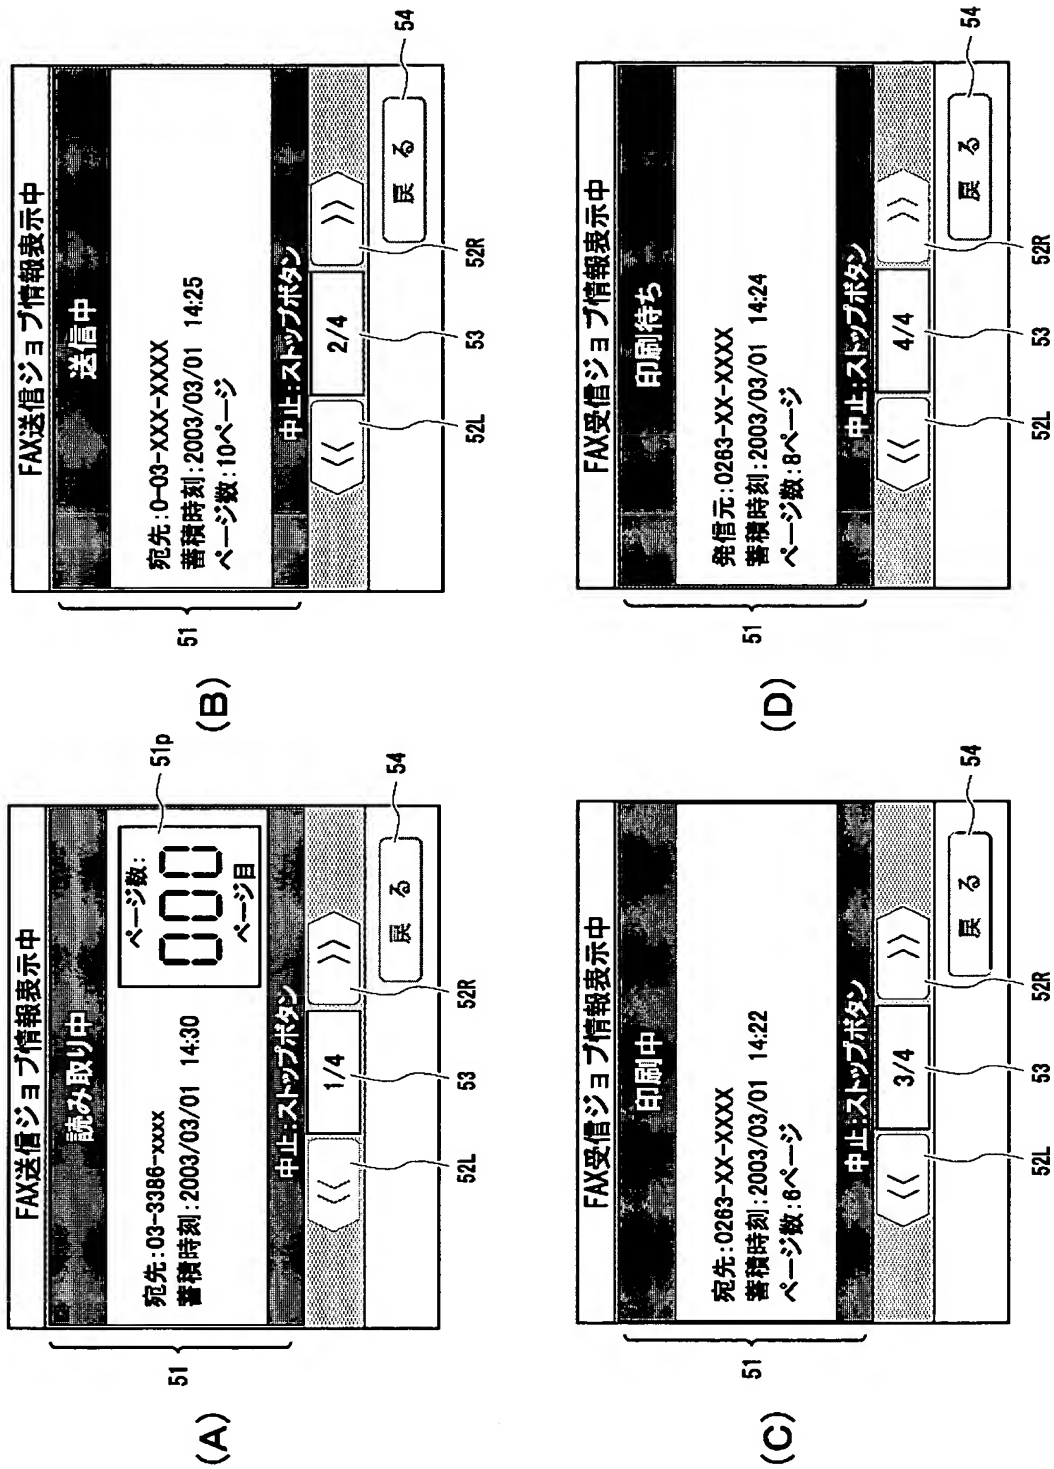 (A)
FAX送信ジョブ情報表示中
読み取り中
宛先:03-3386-xxxx
蓄積時刻:2003/03/01 14:30
ページ数:
000
ページ目
中止:ストップボタン
1/4
戻 る
51
51p
52L
53
52R
54
(B)
FAX送信ジョブ情報表示中
送信中
宛先:0-03-XXX-XXXX
蓄積時刻:2003/03/01 14:25
ページ数:10ページ
中止:ストップボタン
2/4
戻 る
51
52L
53
52R
54
(C)
FAX受信ジョブ情報表示中
印刷中
宛先:0263-XX-XXXX
蓄積時刻:2003/03/01 14:22
ページ数:6ページ
中止:ストップボタン
3/4
戻 る
51
52L
53
52R
54
(D)
FAX受信ジョブ情報表示中
印刷待ち
発信元:0263-XX-XXXX
蓄積時刻:2003/03/01 14:24
ページ数:8ページ
中止:ストップボタン
4/4
戻 る
51
52L
53
52R
54